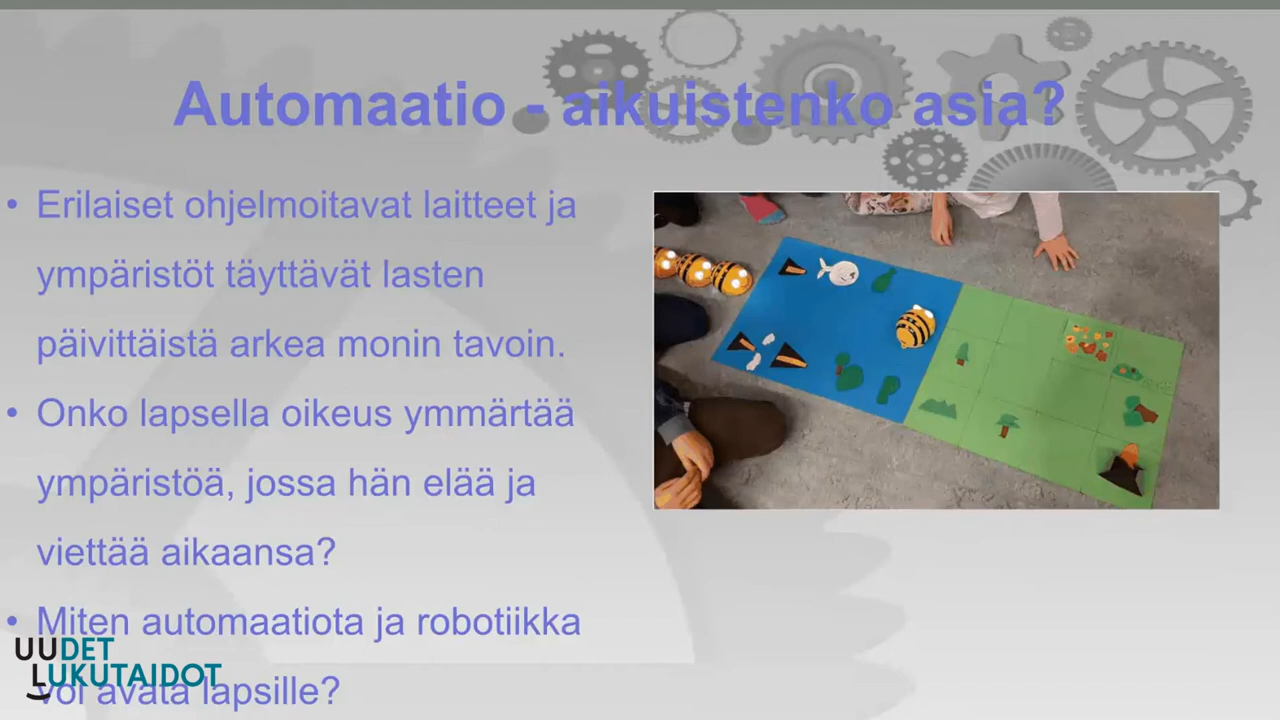 Automaatio - aikuistenko asia?
• Erilaiset ohjelmoitavat laitteet ja
ympäristöt täyttävät lasten
päivittäistä arkea monin tavoin.
• Onko lapsella oikeus ymmärtää
ympäristöä, jossa hän elää ja
viettää aikaansa?
• Miten automaatiota ja robotiikka
voi avata lapsille?
UUDET
LUKUTAIDOT